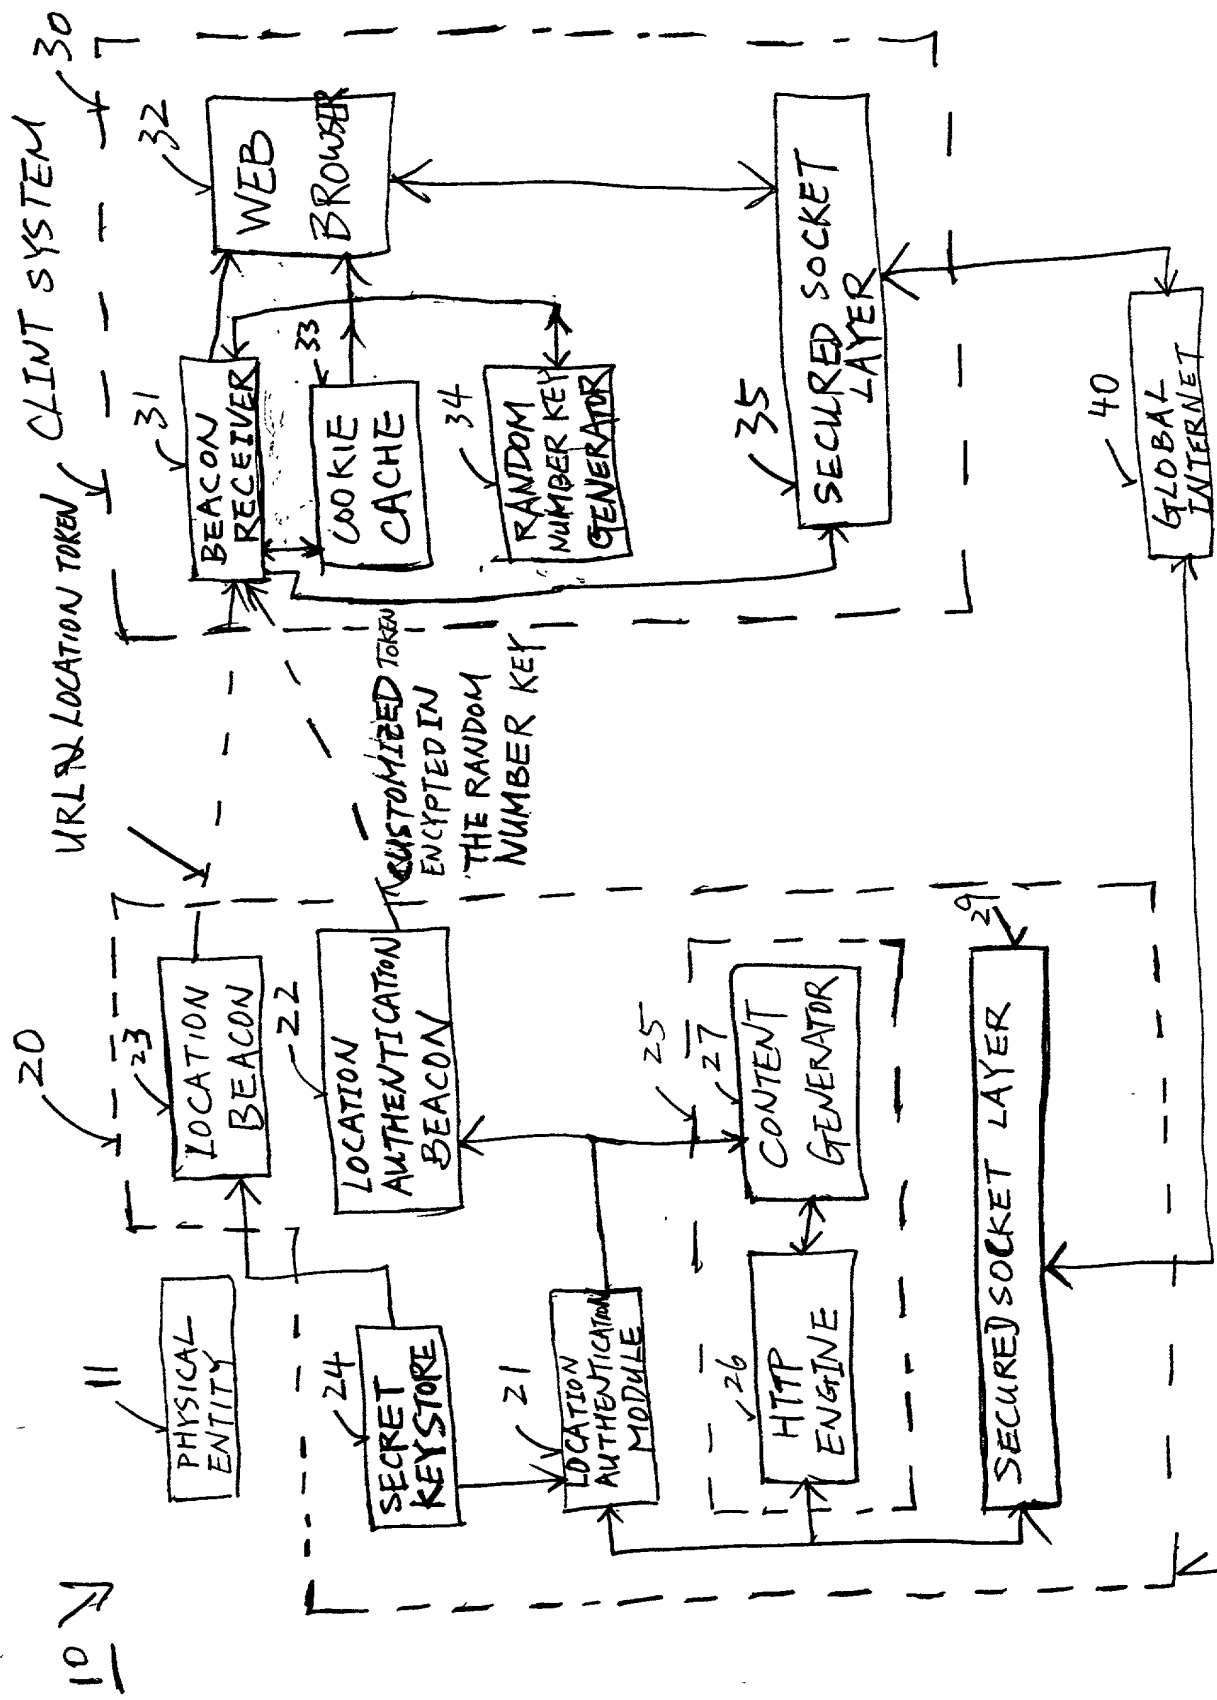 10
11
PHYSICAL
ENTITY
20
23
LOCATION
BEACON
22
LOCATION
AUTHENTICATION
BEACON
24
SECRET
KEYSTORE
21
LOCATION
AUTHENTICATION
MODULE
25
26
HTTP
ENGINE
27
CONTENT
GENERATOR
29
SECURED SOCKET LAYER
URL LOCATION TOKEN
CUSTOMIZED TOKEN
ENCYPTED IN
THE RANDOM
NUMBER KEY
CLINT SYSTEM
30
31
BEACON
RECEIVER
32
WEB
BROWSER
33
COOKIE
CACHE
34
RANDOM
NUMBER KEY
GENERATOR
35
SECURED SOCKET
LAYER
40
GLOBAL
INTERNET